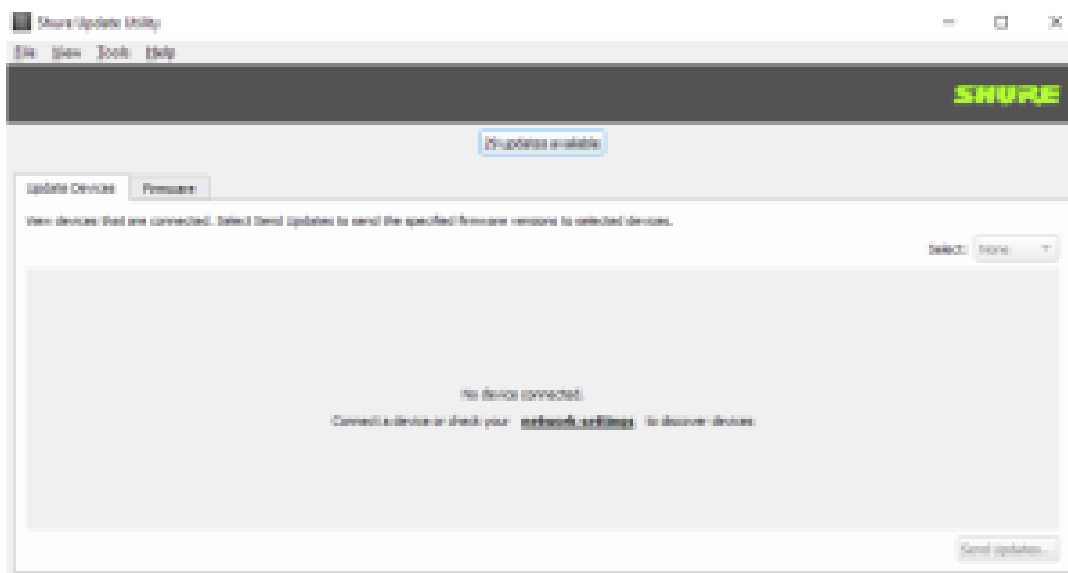 Shure Update Utility
File View Tools Help
SHURE
updates available
Update Devices Firmware
View devices that are connected. Select Send Updates to send the specified firmware versions to selected devices.
Select: None
No device connected.
Connect a device or check your network settings to discover devices
Send Updates...